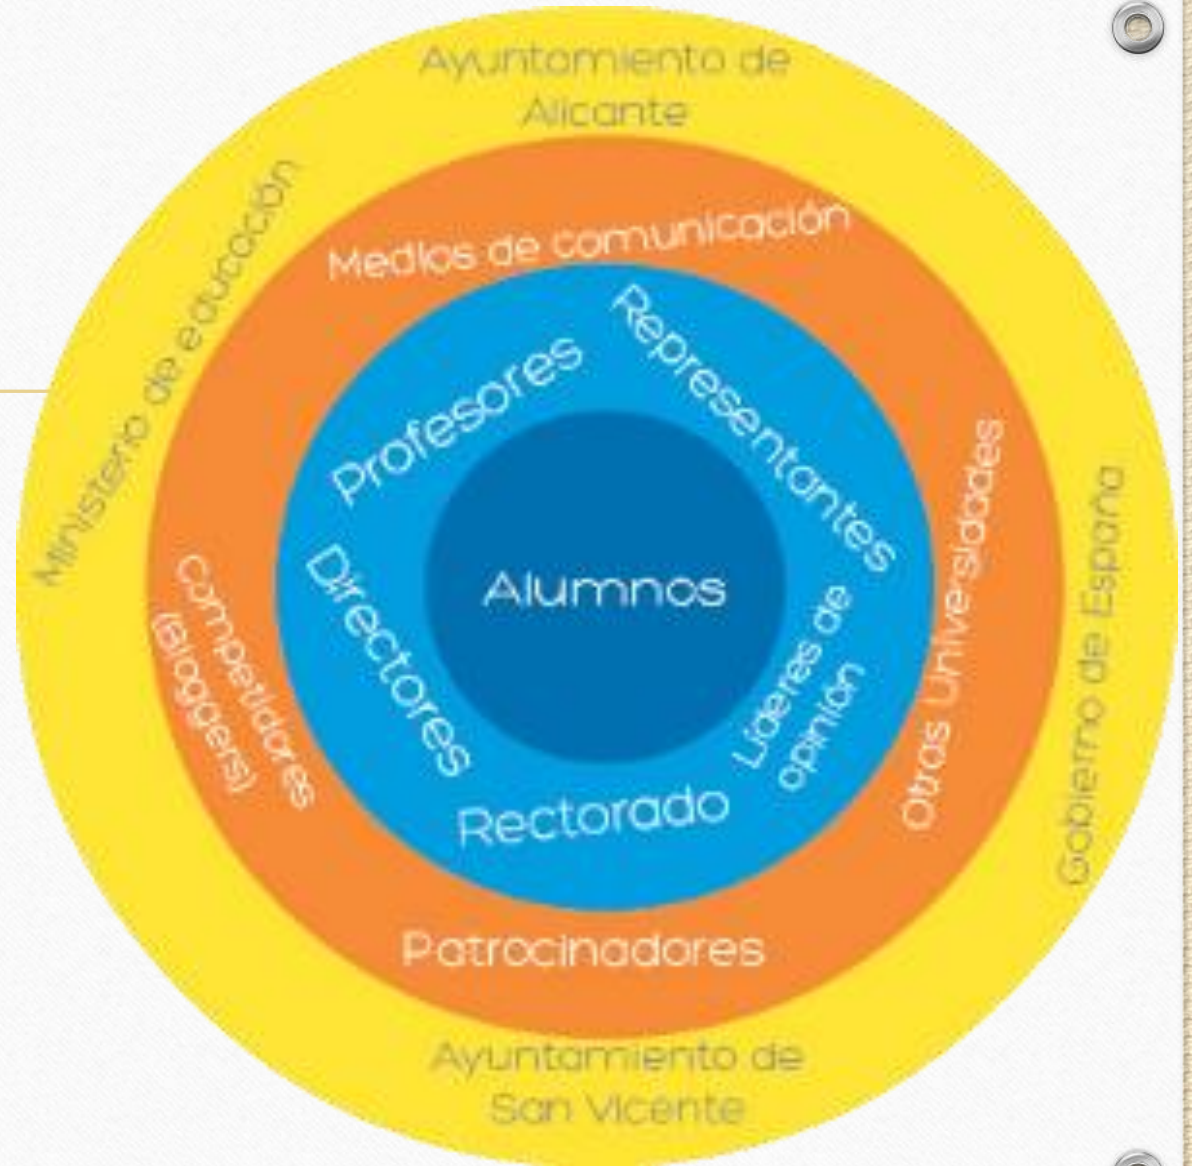 Ayuntamiento de
Alicante
Ministerio de educación
Medios de comunicación
Representantes
Profesores
Otras Universidades
Gobierno de España
Alumnos
Directores
Competidores
(Bloggers)
Líderes de
opinión
Rectorado
Patrocinadores
Ayuntamiento de
San Vicente